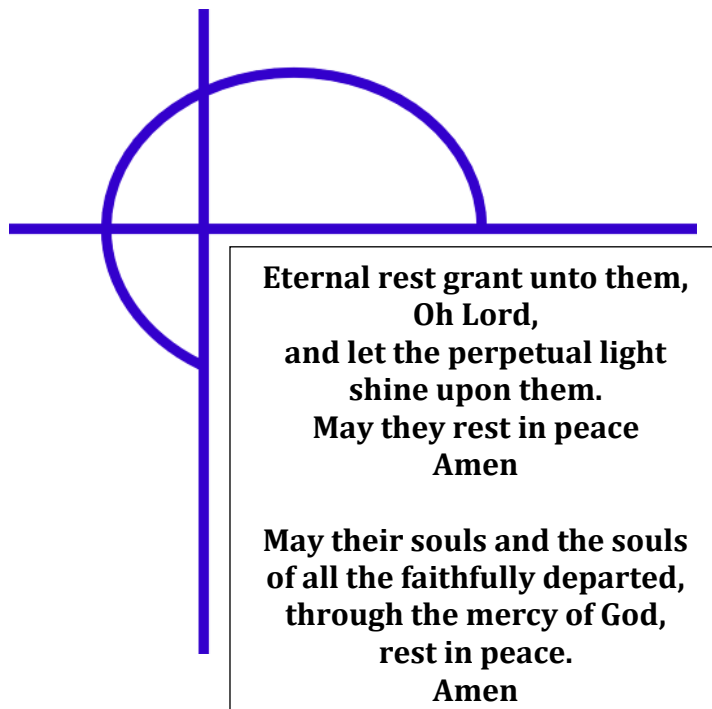 Eternal rest grant unto them,
Oh Lord,
and let the perpetual light
shine upon them.
May they rest in peace
Amen
May their souls and the souls
of all the faithfully departed,
through the mercy of God,
rest in peace.
Amen